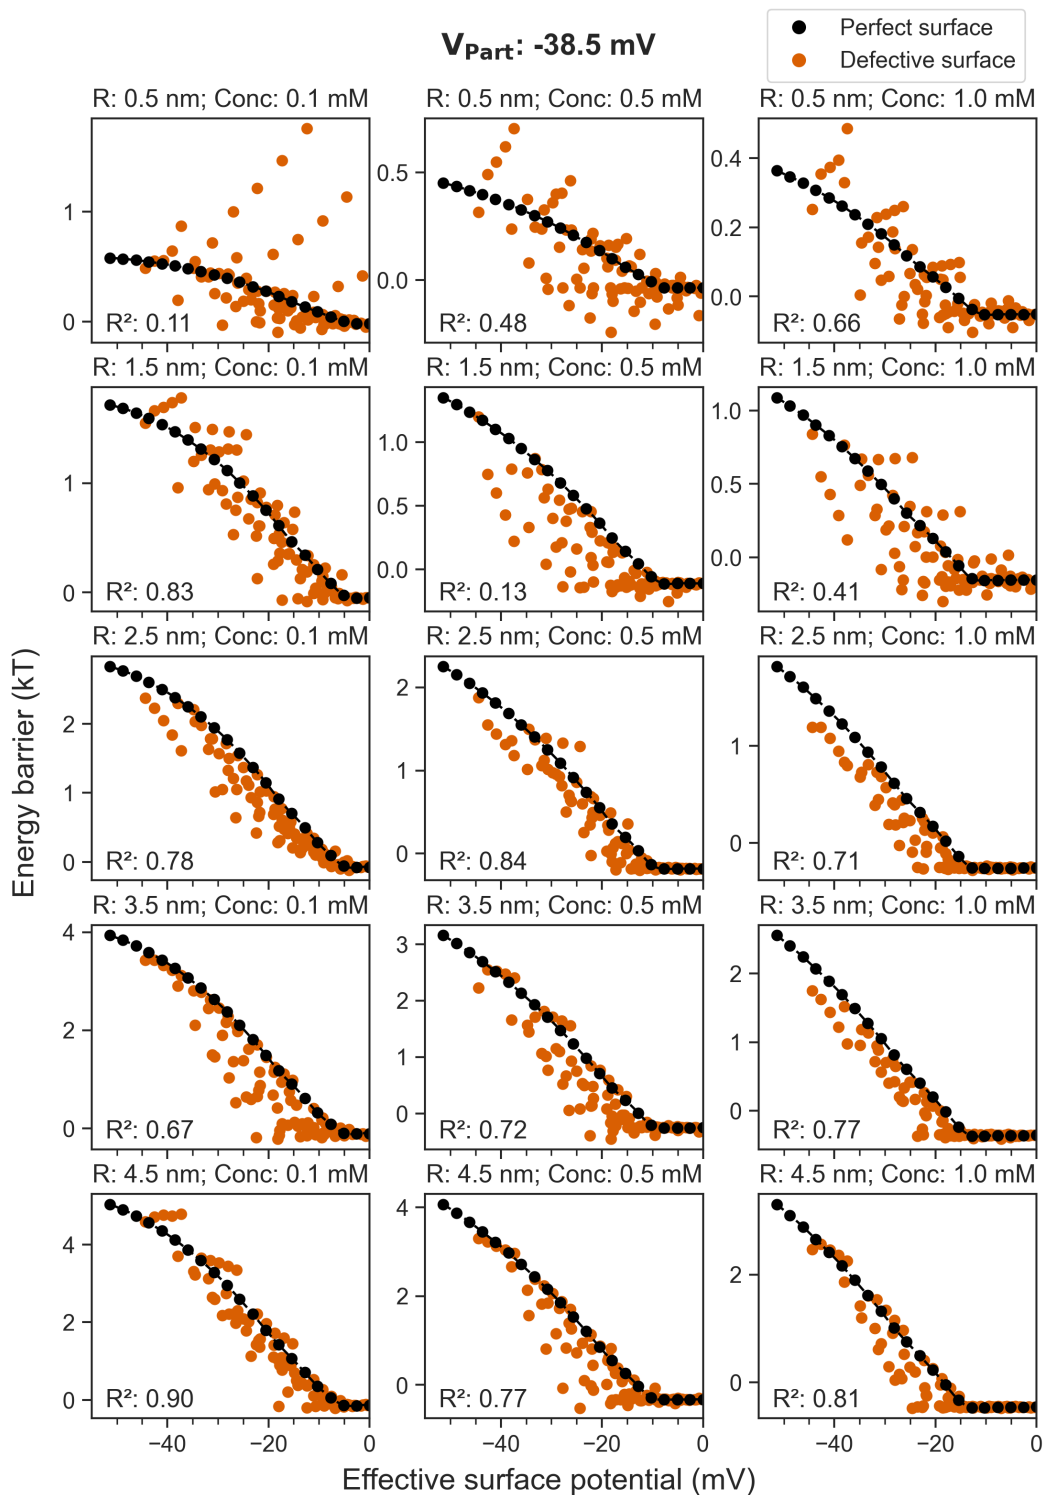 V_Part: -38.5 mV
Perfect surface
Defective surface
R: 0.5 nm; Conc: 0.1 mM
R: 0.5 nm; Conc: 0.5 mM
R: 0.5 nm; Conc: 1.0 mM
1
0
R²: 0.11
0.5
0.0
R²: 0.48
0.4
0.2
0.0
R²: 0.66
R: 1.5 nm; Conc: 0.1 mM
R: 1.5 nm; Conc: 0.5 mM
R: 1.5 nm; Conc: 1.0 mM
1
0
R²: 0.83
1.0
0.5
0.0
R²: 0.13
1.0
0.5
0.0
R²: 0.41
R: 2.5 nm; Conc: 0.1 mM
R: 2.5 nm; Conc: 0.5 mM
R: 2.5 nm; Conc: 1.0 mM
2
1
0
R²: 0.78
2
1
0
R²: 0.84
1
0
R²: 0.71
R: 3.5 nm; Conc: 0.1 mM
R: 3.5 nm; Conc: 0.5 mM
R: 3.5 nm; Conc: 1.0 mM
4
2
0
R²: 0.67
3
2
1
0
R²: 0.72
2
1
0
R²: 0.77
R: 4.5 nm; Conc: 0.1 mM
R: 4.5 nm; Conc: 0.5 mM
R: 4.5 nm; Conc: 1.0 mM
4
2
0
R²: 0.90
4
2
0
R²: 0.77
2
0
R²: 0.81
−40 −20 0
−40 −20 0
−40 −20 0
Energy barrier (kT)
Effective surface potential (mV)